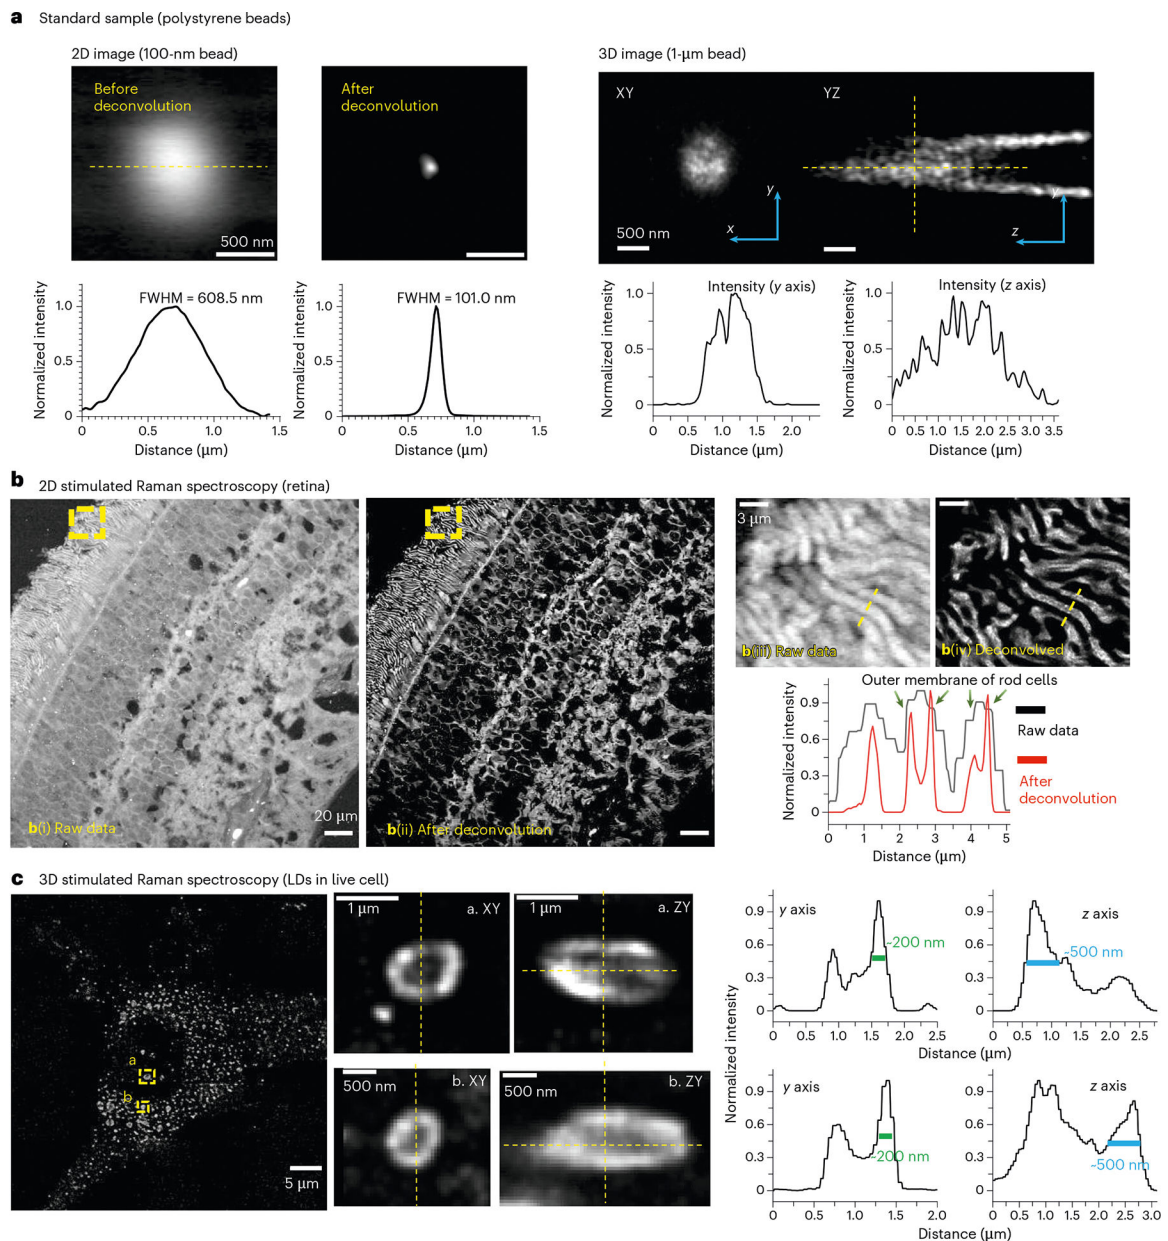 a Standard sample (polystyrene beads)
2D image (100-nm bead)
3D image (1-μm bead)
Before
deconvolution
After
deconvolution
XY
YZ
y
x
y
z
500 nm
500 nm
FWHM = 608.5 nm
FWHM = 101.0 nm
Intensity (y axis)
Intensity (z axis)
Normalized intensity
1.0
0.5
0
0 0.5 1.0 1.5
Distance (μm)
Normalized intensity
1.0
0.5
0
0 0.5 1.0 1.5
Distance (μm)
Normalized intensity
1.0
0.5
0
0 0.5 1.0 1.5 2.0
Distance (μm)
Normalized intensity
1.0
0.5
0
0 0.5 1.0 1.5 2.0 2.5 3.0 3.5
Distance (μm)
b 2D stimulated Raman spectroscopy (retina)
b(i) Raw data
20 μm
b(ii) After deconvolution
3 μm
b(iii) Raw data
b(iv) Deconvolved
Outer membrane of rod cells
Normalized intensity
0.9
0.6
0.3
0
0 1 2 3 4 5
Distance (μm)
Raw data
After
deconvolution
c 3D stimulated Raman spectroscopy (LDs in live cell)
a
b
5 μm
1 μm
a. XY
1 μm
a. ZY
500 nm
b. XY
500 nm
b. ZY
Normalized intensity
y axis
~200 nm
0.9
0.6
0.3
0
0 0.5 1.0 1.5 2.0 2.5
z axis
~500 nm
0.9
0.6
0.3
0
0 0.5 1.0 1.5 2.0 2.5
Distance (μm)
y axis
~200 nm
0.9
0.6
0.3
0
0 0.5 1.0 1.5 2.0
z axis
~500 nm
0.9
0.6
0.3
0
0 0.5 1.0 1.5 2.0 2.5 3.0
Distance (μm)